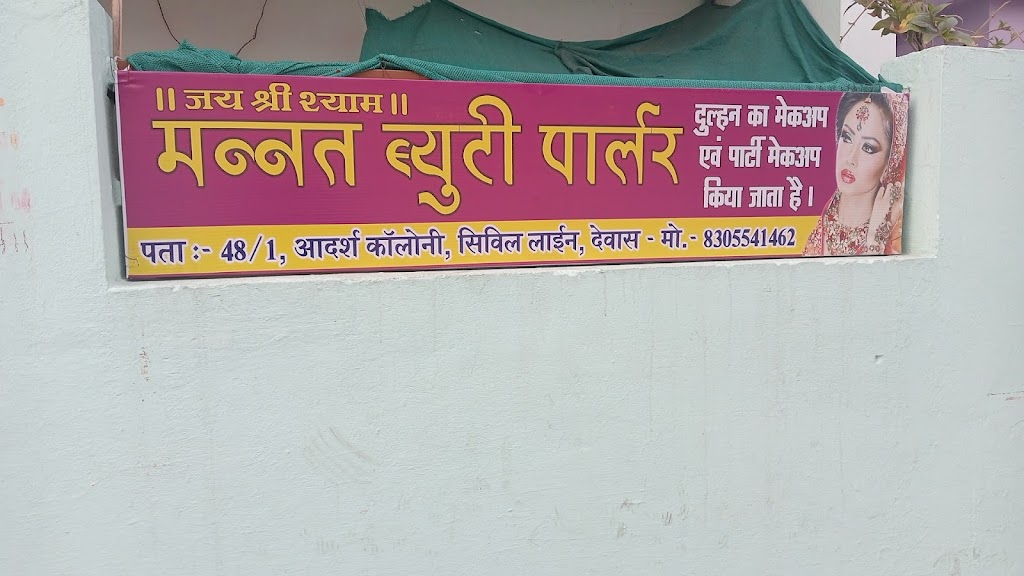 ॥ जय श्री श्याम ॥
मन्नत ब्युटी पार्लर
दुल्हन का मेकअप
एवं पार्टी मेकअप
किया जाता है ।
पता :- 48/1, आदर्श कॉलोनी, सिविल लाईन, देवास - मो.- 8305541462